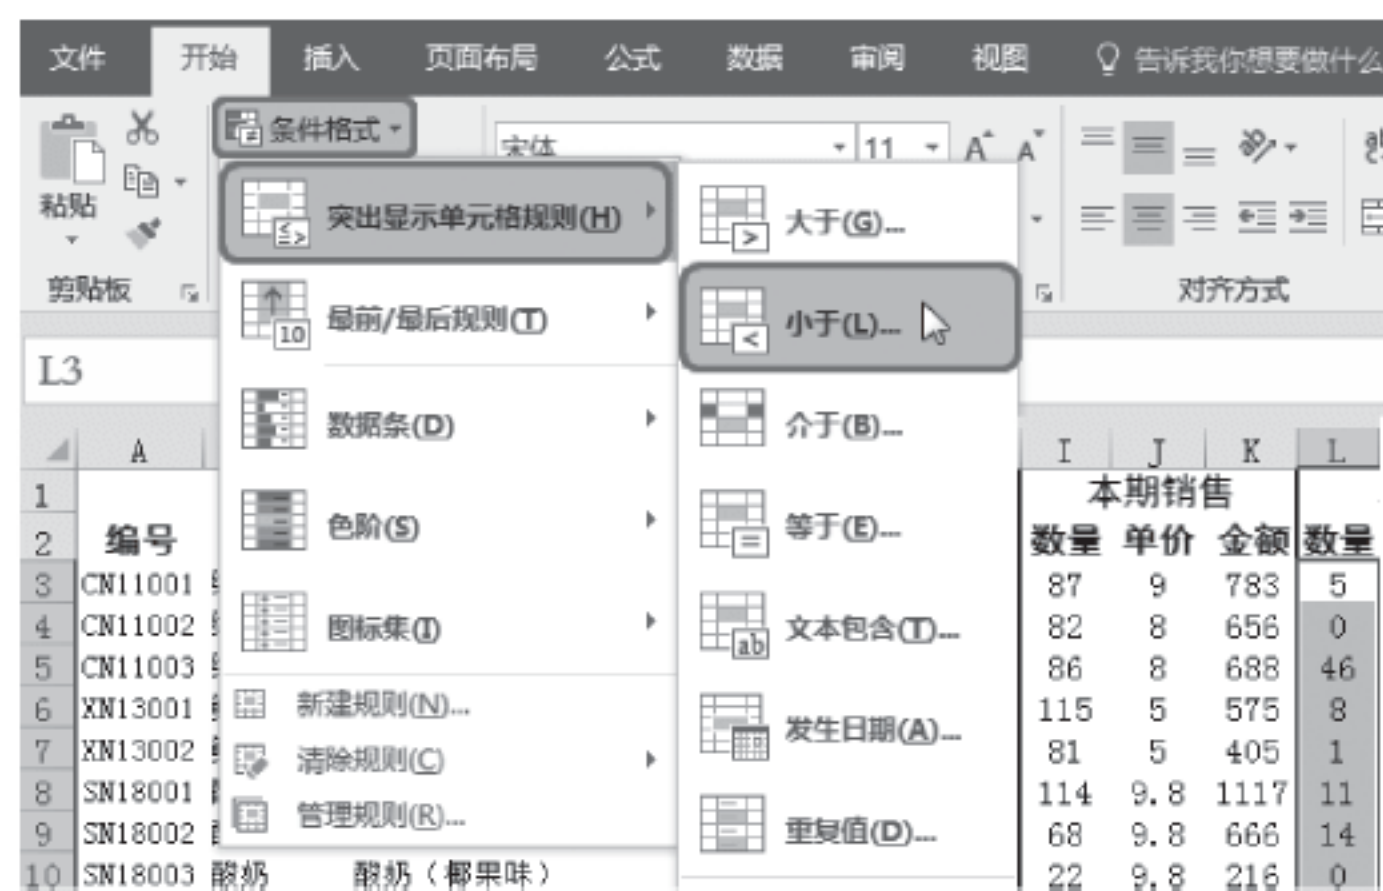 文件 开始 插入 页面布局 公式 数据 审阅 视图 告诉我你想要做什么
条件格式
宋体 11
粘贴
剪贴板
对齐方式
突出显示单元格规则(H)
最前/最后规则(T)
数据条(D)
色阶(S)
图标集(I)
新建规则(N)...
清除规则(C)
管理规则(R)...
大于(G)...
小于(L)...
介于(B)...
等于(E)...
文本包含(T)...
发生日期(A)...
重复值(D)...
L3
A I J K L
1 本期销售
2 编号 数量 单价 金额 数量
3 CN11001 87 9 783 5
4 CN11002 82 8 656 0
5 CN11003 86 8 688 46
6 XN13001 115 5 575 8
7 XN13002 81 5 405 1
8 SN18001 114 9.8 1117 11
9 SN18002 68 9.8 666 14
10 SN18003 酸奶 酸奶（椰果味） 22 9.8 216 0